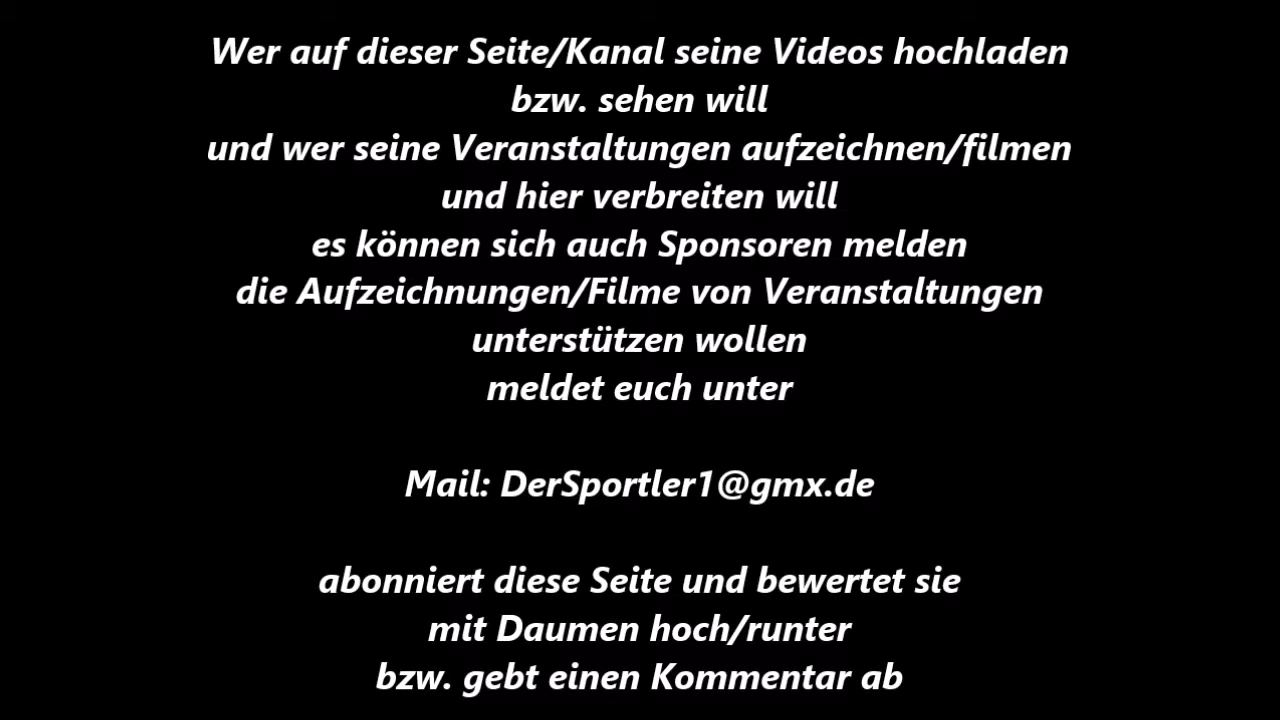 Wer auf dieser Seite/Kanal seine Videos hochladen
bzw. sehen will
und wer seine Veranstaltungen aufzeichnen/filmen
und hier verbreiten will
es können sich auch Sponsoren melden
die Aufzeichnungen/Filme von Veranstaltungen
unterstützen wollen
meldet euch unter
Mail: DerSportler1@gmx.de
abonniert diese Seite und bewertet sie
mit Daumen hoch/runter
bzw. gebt einen Kommentar ab